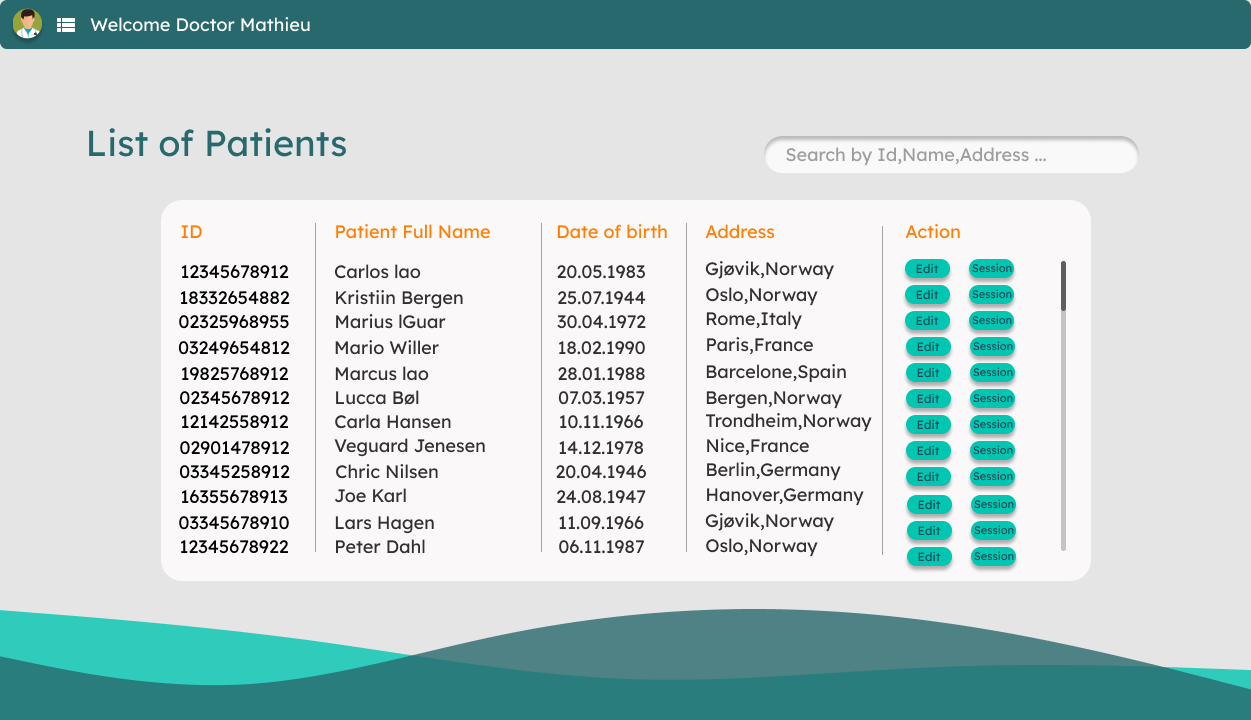 Welcome Doctor Mathieu
List of Patients
Search by Id,Name,Address ...
ID Patient Full Name Date of birth Address Action
12345678912 Carlos lao 20.05.1983 Gjøvik,Norway Edit Session
18332654882 Kristiin Bergen 25.07.1944 Oslo,Norway Edit Session
02325968955 Marius lGuar 30.04.1972 Rome,Italy Edit Session
03249654812 Mario Willer 18.02.1990 Paris,France Edit Session
19825768912 Marcus lao 28.01.1988 Barcelone,Spain Edit Session
02345678912 Lucca Bøl 07.03.1957 Bergen,Norway Edit Session
12142558912 Carla Hansen 10.11.1966 Trondheim,Norway Edit Session
02901478912 Veguard Jenesen 14.12.1978 Nice,France Edit Session
03345258912 Chric Nilsen 20.04.1946 Berlin,Germany Edit Session
16355678913 Joe Karl 24.08.1947 Hanover,Germany Edit Session
03345678910 Lars Hagen 11.09.1966 Gjøvik,Norway Edit Session
12345678922 Peter Dahl 06.11.1987 Oslo,Norway Edit Session